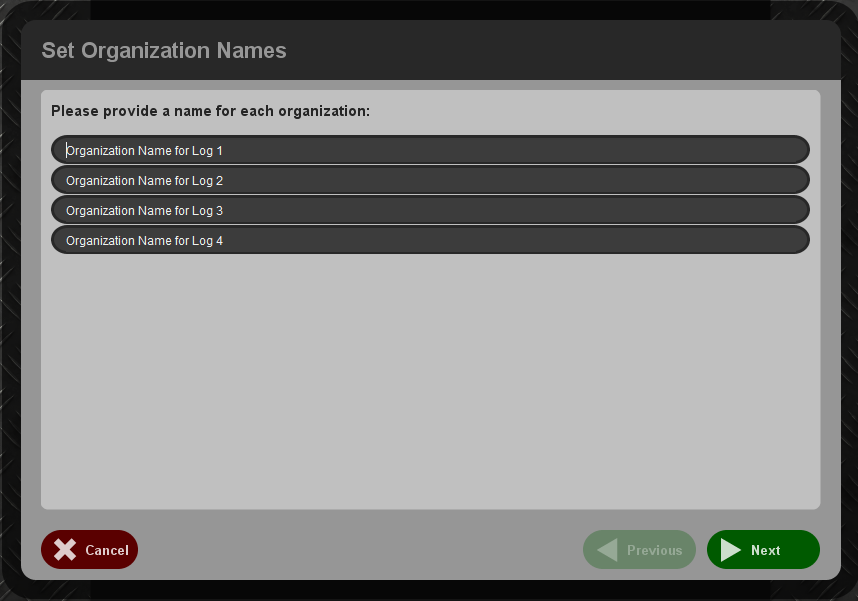 Set Organization Names
Please provide a name for each organization:
Organization Name for Log 1
Organization Name for Log 2
Organization Name for Log 3
Organization Name for Log 4
Cancel
Previous
Next